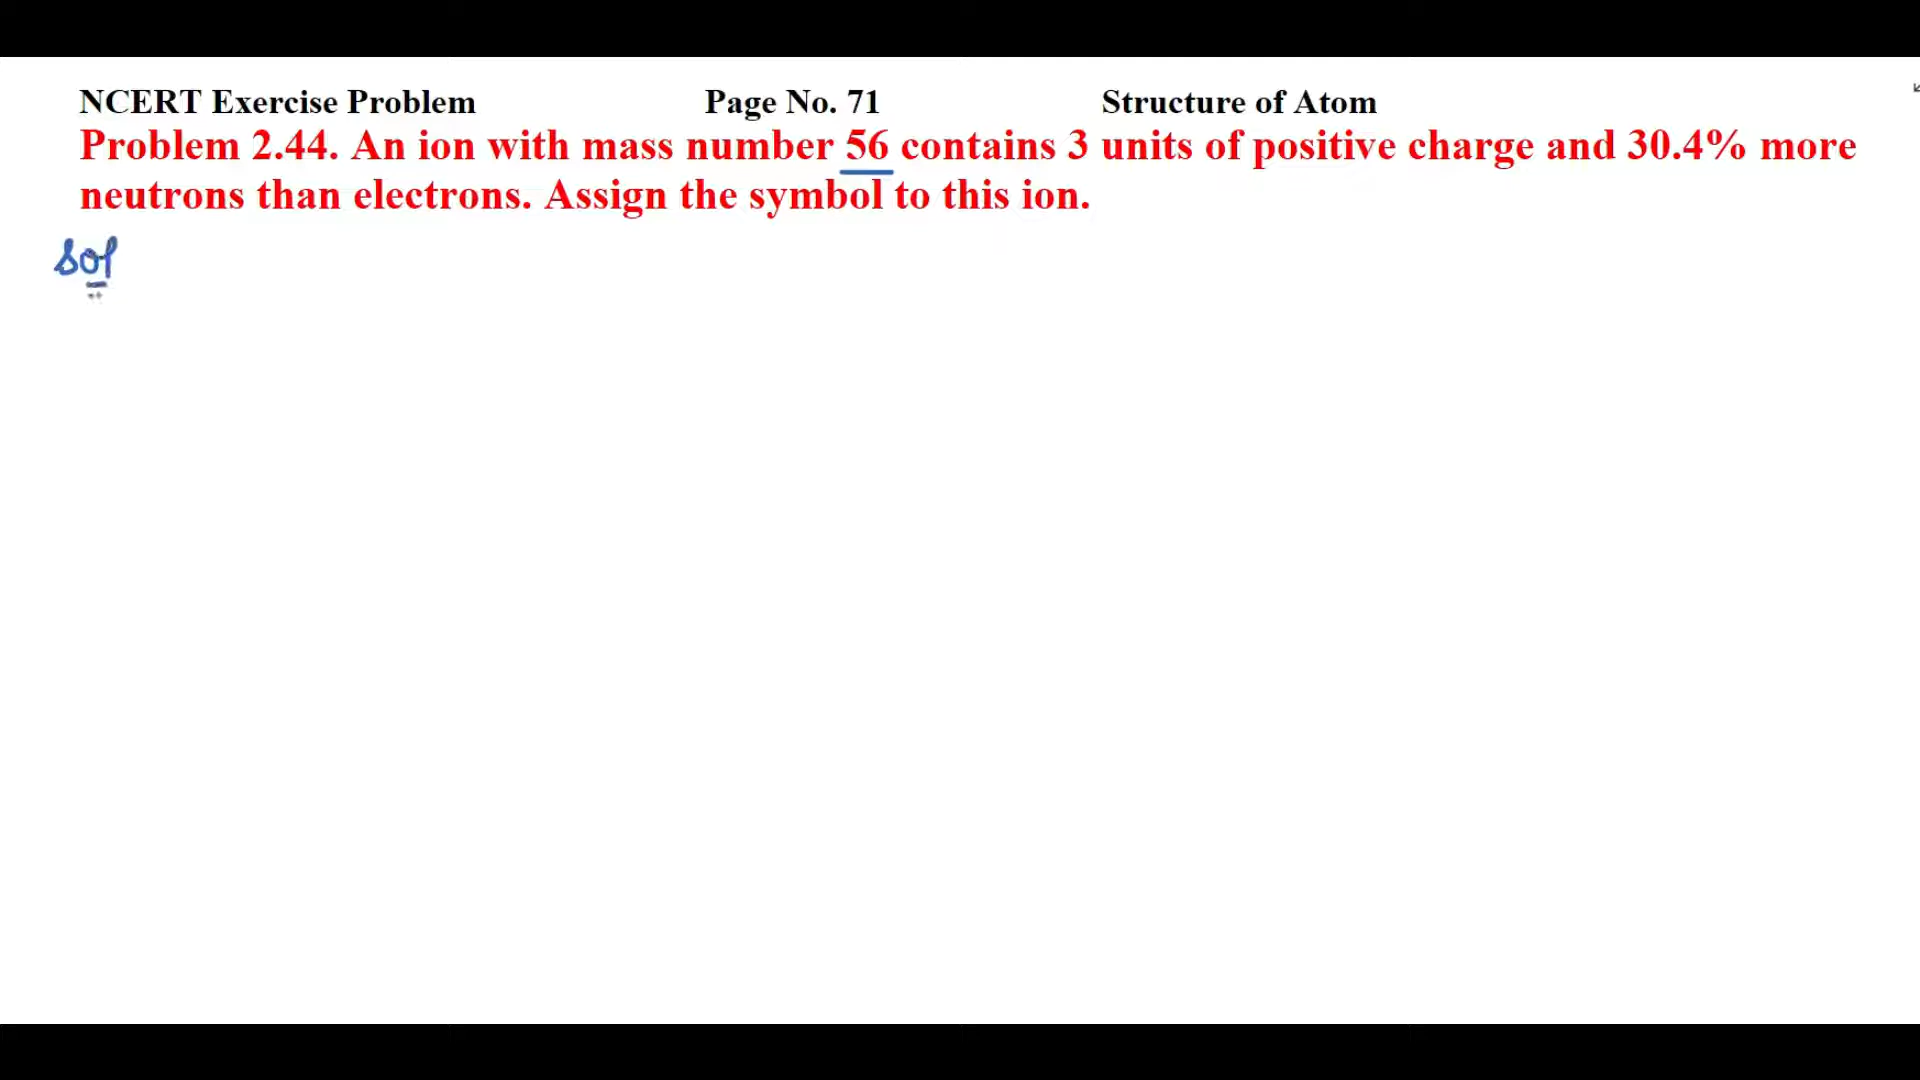 NCERT Exercise Problem Page No. 71 Structure of Atom
Problem 2.44. An ion with mass number 56 contains 3 units of positive charge and 30.4% more
neutrons than electrons. Assign the symbol to this ion.
Sol